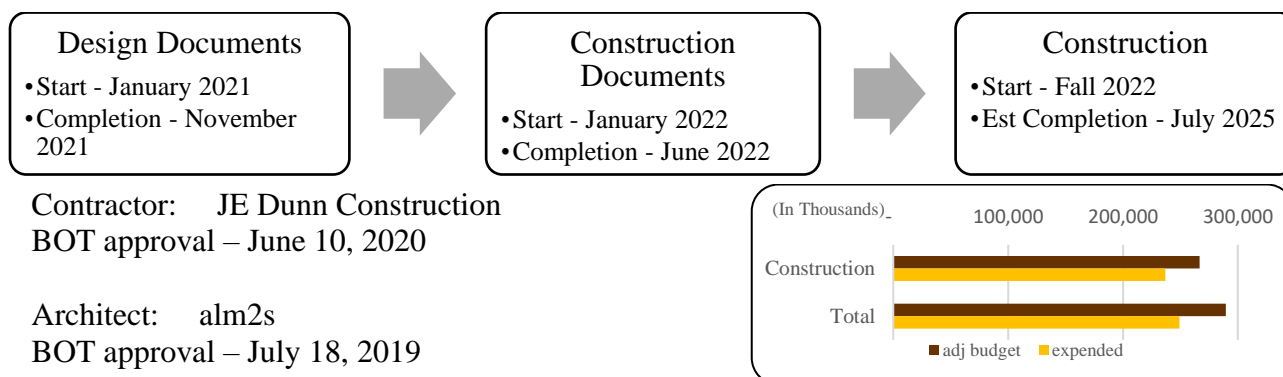 Design Documents
•Start - January 2021
•Completion - November
2021
Construction
Documents
•Start - January 2022
•Completion - June 2022
Construction
•Start - Fall 2022
•Est Completion - July 2025
Contractor: JE Dunn Construction
BOT approval – June 10, 2020
Architect: alm2s
BOT approval – July 18, 2019
(In Thousands) - 100,000 200,000 300,000
Construction
Total
adj budget expended